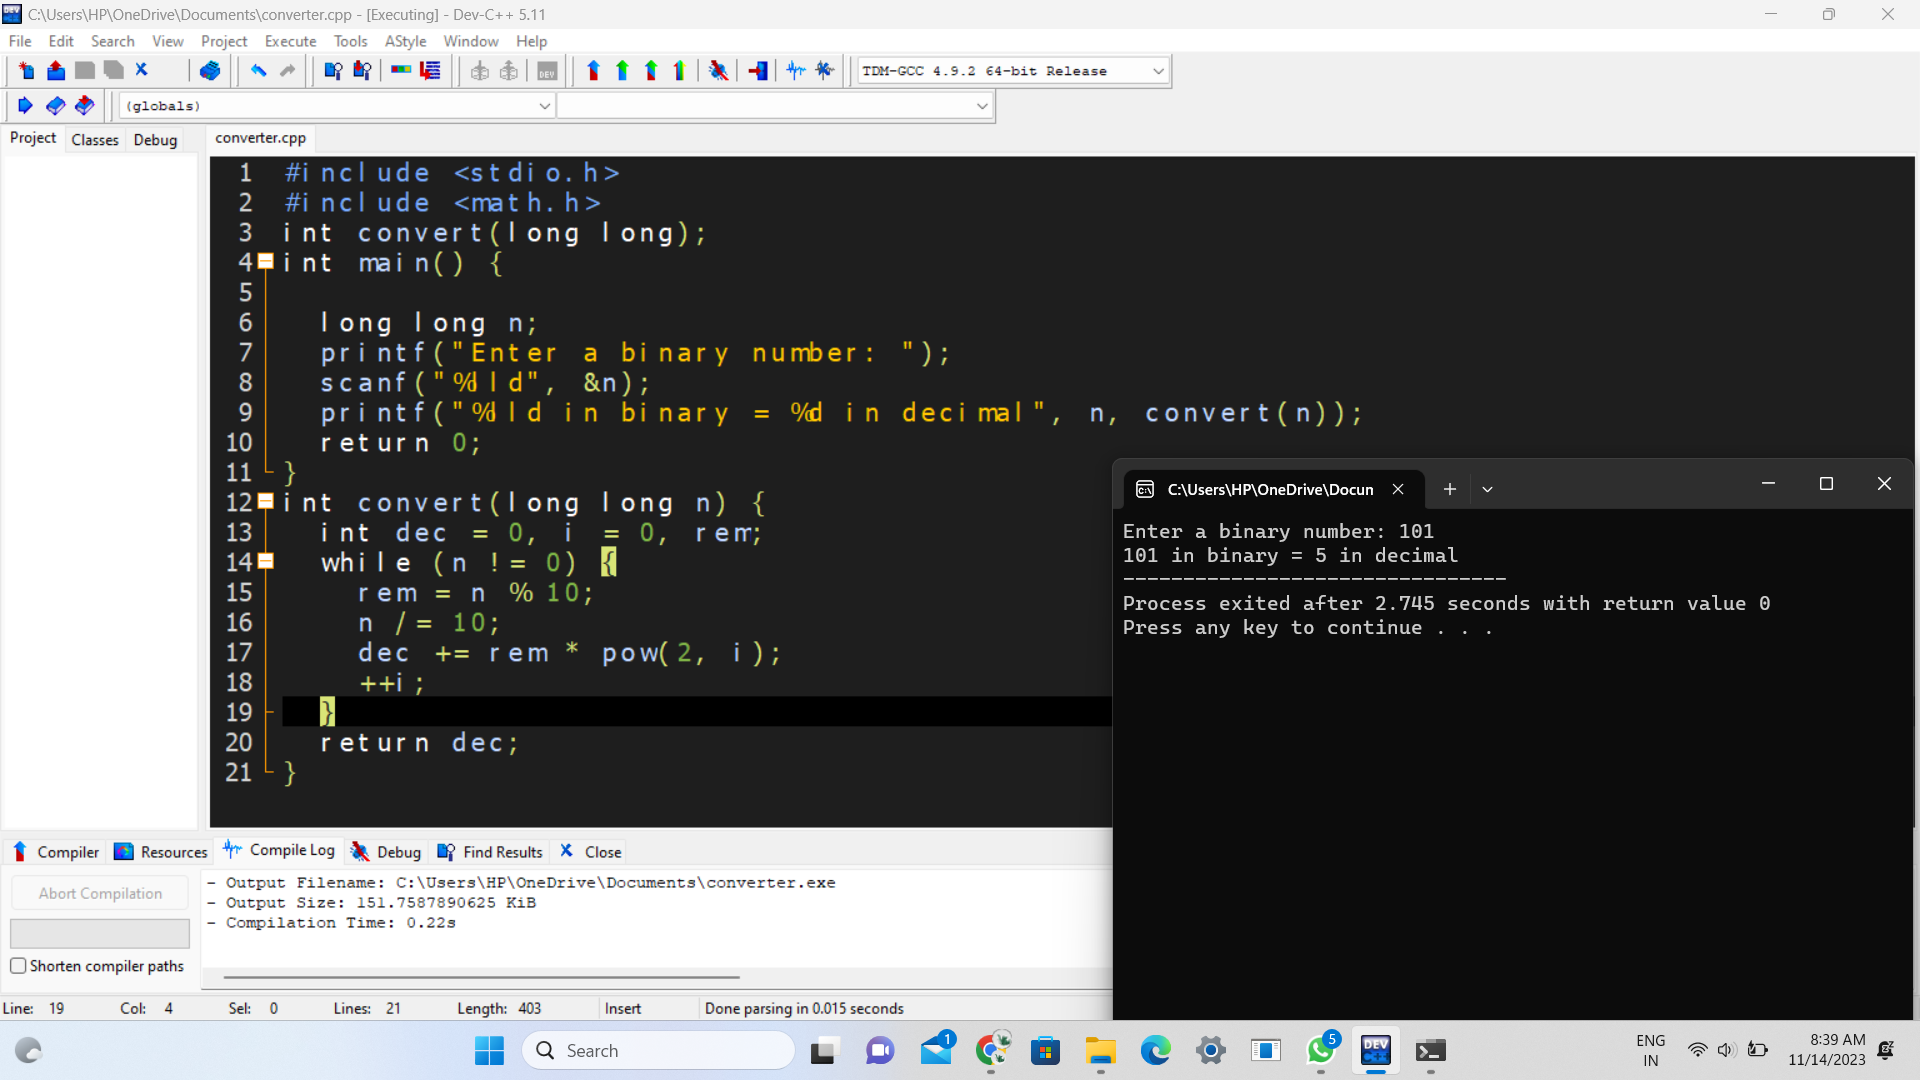 C:\Users\HP\OneDrive\Documents\converter.cpp - [Executing] - Dev-C++ 5.11
File Edit Search View Project Execute Tools AStyle Window Help
DEV TDM-GCC 4.9.2 64-bit Release
(globals)
Project Classes Debug converter.cpp
1 #include <stdio.h>
2 #include <math.h>
3 int convert(long long);
4 int main() {
5
6 long long n;
7 printf("Enter a binary number: ");
8 scanf("%lld", &n);
9 printf("%lld in binary = %d in decimal", n, convert(n));
10 return 0;
11 }
12 int convert(long long n) {
13 int dec = 0, i = 0, rem;
14 while (n != 0) {
15 rem = n % 10;
16 n /= 10;
17 dec += rem * pow(2, i);
18 ++i;
19 }
20 return dec;
21 }
C:\Users\HP\OneDrive\Docun
Enter a binary number: 101
101 in binary = 5 in decimal
--------------------------------
Process exited after 2.745 seconds with return value 0
Press any key to continue . . .
Compiler Resources Compile Log Debug Find Results Close
Abort Compilation
Shorten compiler paths
- Output Filename: C:\Users\HP\OneDrive\Documents\converter.exe
- Output Size: 151.7587890625 KiB
- Compilation Time: 0.22s
Line: 19 Col: 4 Sel: 0 Lines: 21 Length: 403 Insert Done parsing in 0.015 seconds
Search 1 5 DEV C++ ENG IN 8:39 AM 11/14/2023